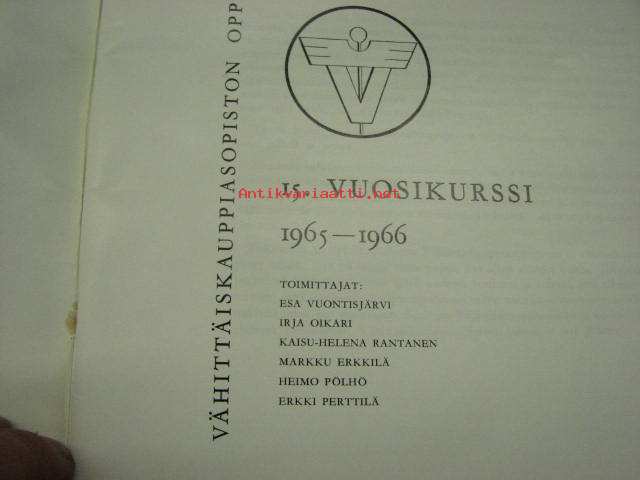 VÄHITTÄISKAUPPIASOPISTON OPP
15. VUOSIKURSSI
Antikvariaatti.net
1965—1966
TOIMITTAJAT:
ESA VUONTISJÄRVI
IRJA OIKARI
KAISU-HELENA RANTANEN
MARKKU ERKKILÄ
HEIMO PÖLHÖ
ERKKI PERTTILÄ